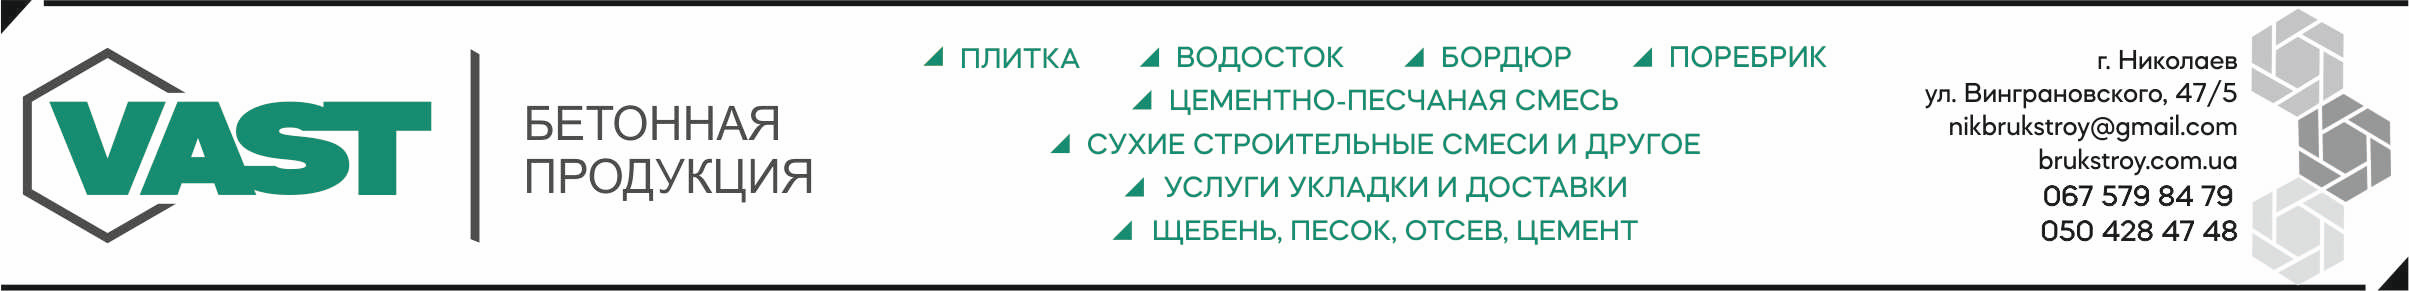 VAST
БЕТОННАЯ
ПРОДУКЦИЯ
ПЛИТКА ВОДОСТОК БОРДЮР ПОРЕБРИК
ЦЕМЕНТНО-ПЕСЧАНАЯ СМЕСЬ
СУХИЕ СТРОИТЕЛЬНЫЕ СМЕСИ И ДРУГОЕ
УСЛУГИ УКЛАДКИ И ДОСТАВКИ
ЩЕБЕНЬ, ПЕСОК, ОТСЕВ, ЦЕМЕНТ
г. Николаев
ул. Винграновского, 47/5
nikbrukstroy@gmail.com
brukstroy.com.ua
067 579 84 79
050 428 47 48